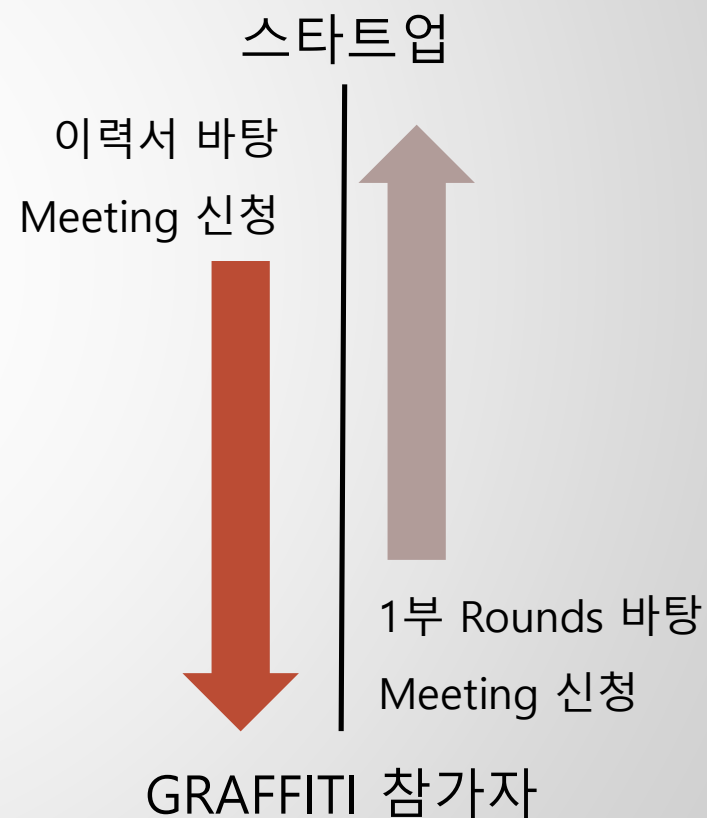 스타트업
이력서 바탕
Meeting 신청
1부 Rounds 바탕
Meeting 신청
GRAFFITI 참가자